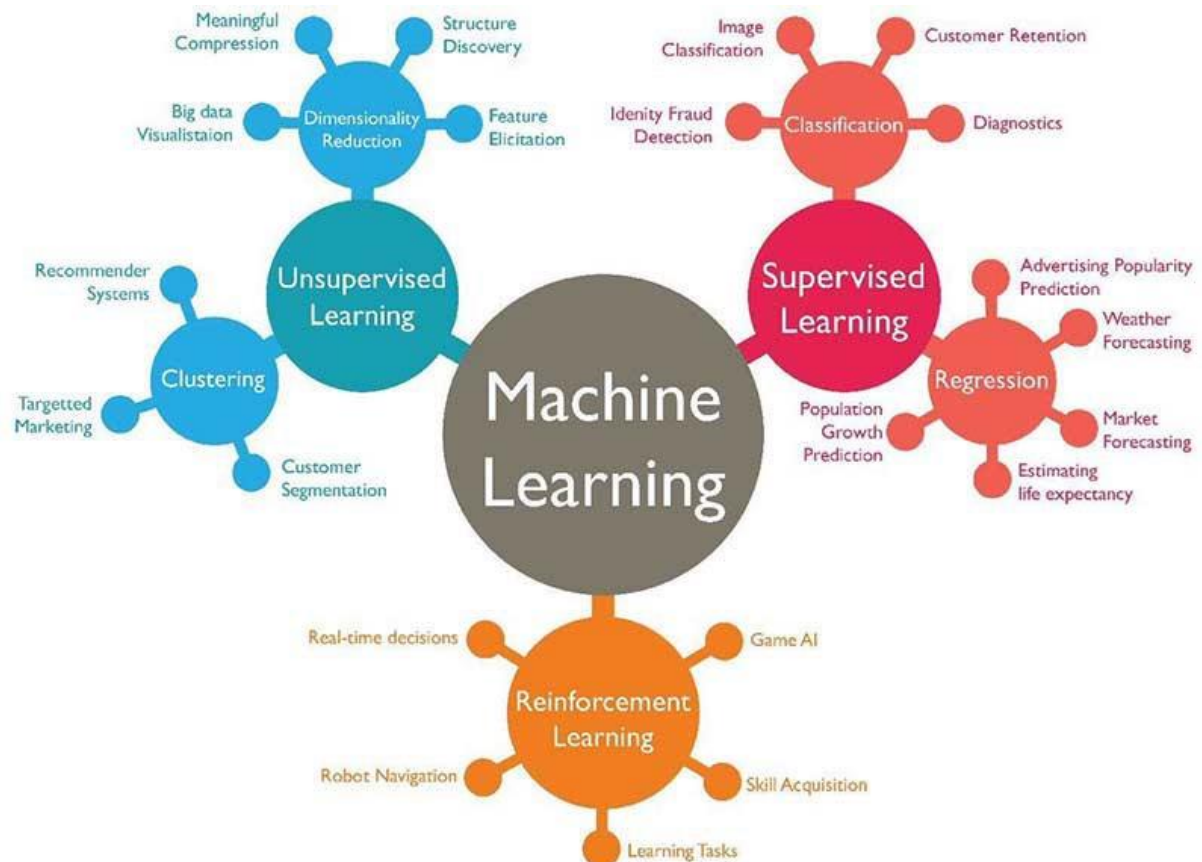 Meaningful
Compression
Structure
Discovery
Big data
Visualistaion
Dimensionality
Reduction
Feature
Elicitation
Image
Classification
Customer Retention
Idenity Fraud
Detection
Classification
Diagnostics
Unsupervised
Learning
Recommender
Systems
Clustering
Targetted
Marketing
Customer
Segmentation
Supervised
Learning
Advertising Popularity
Prediction
Weather
Forecasting
Regression
Population
Growth
Prediction
Market
Forecasting
Estimating
life expectancy
Machine
Learning
Real-time decisions
Game AI
Reinforcement
Learning
Robot Navigation
Skill Acquisition
Learning Tasks